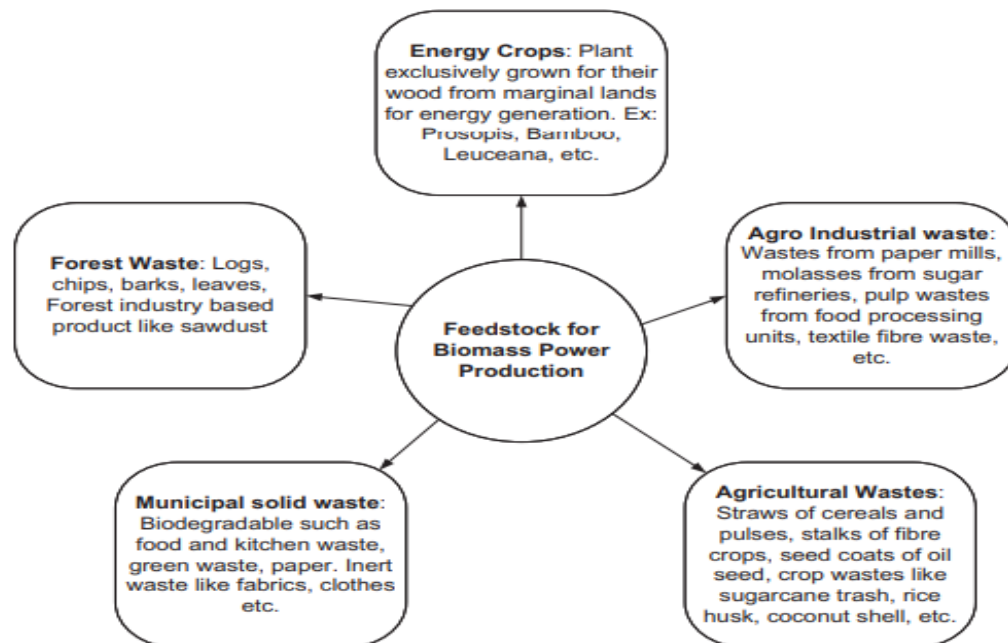 Energy Crops: Plant
exclusively grown for their
wood from marginal lands
for energy generation. Ex:
Prosopis, Bamboo,
Leuceana, etc.
Forest Waste: Logs,
chips, barks, leaves,
Forest industry based
product like sawdust
Agro Industrial waste:
Wastes from paper mills,
molasses from sugar
refineries, pulp wastes
from food processing
units, textile fibre waste,
etc.
Feedstock for
Biomass Power
Production
Municipal solid waste:
Biodegradable such as
food and kitchen waste,
green waste, paper. Inert
waste like fabrics, clothes
etc.
Agricultural Wastes:
Straws of cereals and
pulses, stalks of fibre
crops, seed coats of oil
seed, crop wastes like
sugarcane trash, rice
husk, coconut shell, etc.